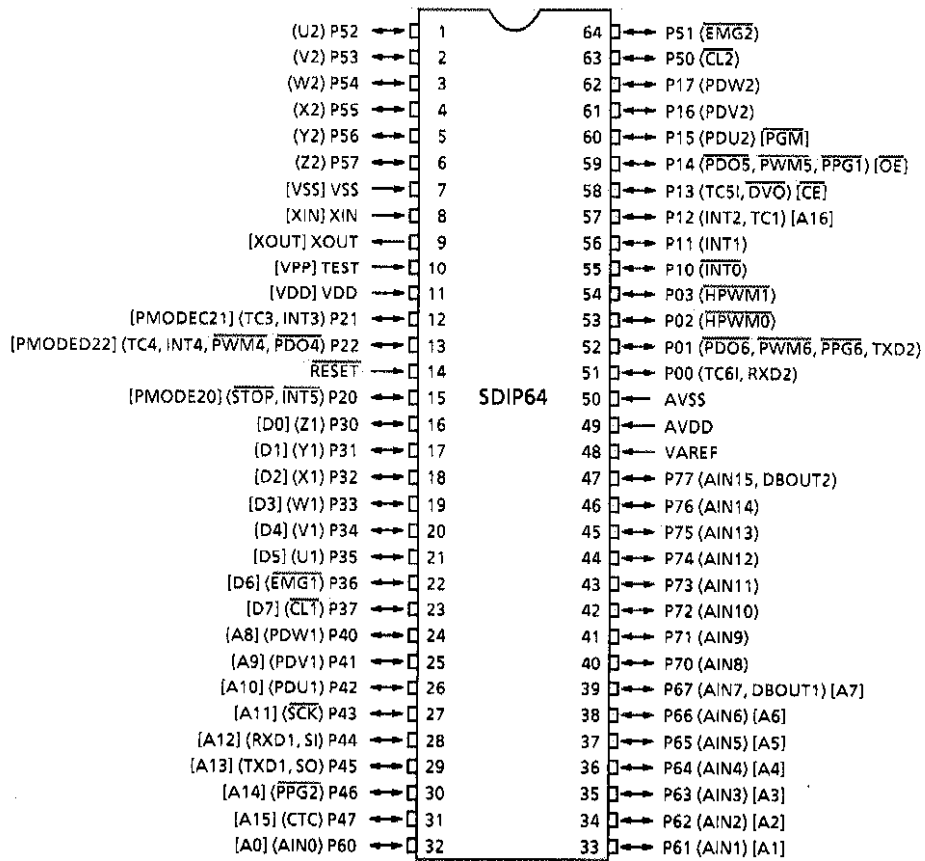 (U2) P52 1 64 P51 (EMG2)
(V2) P53 2 63 P50 (CL2)
(W2) P54 3 62 P17 (PDW2)
(X2) P55 4 61 P16 (PDV2)
(Y2) P56 5 60 P15 (PDU2) [PGM]
(Z2) P57 6 59 P14 (PDO5, PWM5, PPG1) [OE]
[VSS] VSS 7 58 P13 (TC5I, DVO) [CE]
[XIN] XIN 8 57 P12 (INT2, TC1) [A16]
[XOUT] XOUT 9 56 P11 (INT1)
[VPP] TEST 10 55 P10 (INT0)
[VDD] VDD 11 54 P03 (HPWM1)
[PMODEC21] (TC3, INT3) P21 12 53 P02 (HPWM0)
[PMODED22] (TC4, INT4, PWM4, PDO4) P22 13 52 P01 (PDO6, PWM6, PPG6, TXD2)
RESET 14 51 P00 (TC6I, RXD2)
[PMODE20] (STOP, INT5) P20 15 SDIP64 50 AVSS
[D0] (Z1) P30 16 49 AVDD
[D1] (Y1) P31 17 48 VAREF
[D2] (X1) P32 18 47 P77 (AIN15, DBOUT2)
[D3] (W1) P33 19 46 P76 (AIN14)
[D4] (V1) P34 20 45 P75 (AIN13)
[D5] (U1) P35 21 44 P74 (AIN12)
[D6] (EMG1) P36 22 43 P73 (AIN11)
[D7] (CL1) P37 23 42 P72 (AIN10)
[A8] (PDW1) P40 24 41 P71 (AIN9)
[A9] (PDV1) P41 25 40 P70 (AIN8)
[A10] (PDU1) P42 26 39 P67 (AIN7, DBOUT1) [A7]
[A11] (SCK) P43 27 38 P66 (AIN6) [A6]
[A12] (RXD1, SI) P44 28 37 P65 (AIN5) [A5]
[A13] (TXD1, SO) P45 29 36 P64 (AIN4) [A4]
[A14] (PPG2) P46 30 35 P63 (AIN3) [A3]
[A15] (CTC) P47 31 34 P62 (AIN2) [A2]
[A0] (AIN0) P60 32 33 P61 (AIN1) [A1]